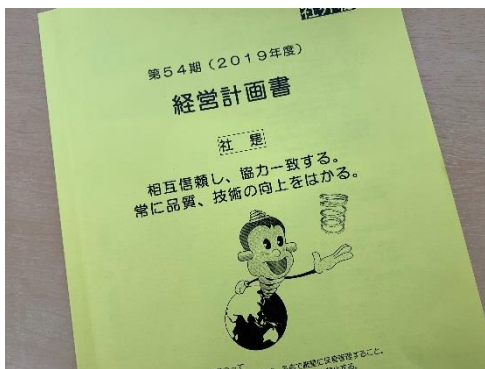 第54期（2019年度）
経営計画書
社　是
相互信頼し、協力一致する。
常に品質、技術の向上をはかる。